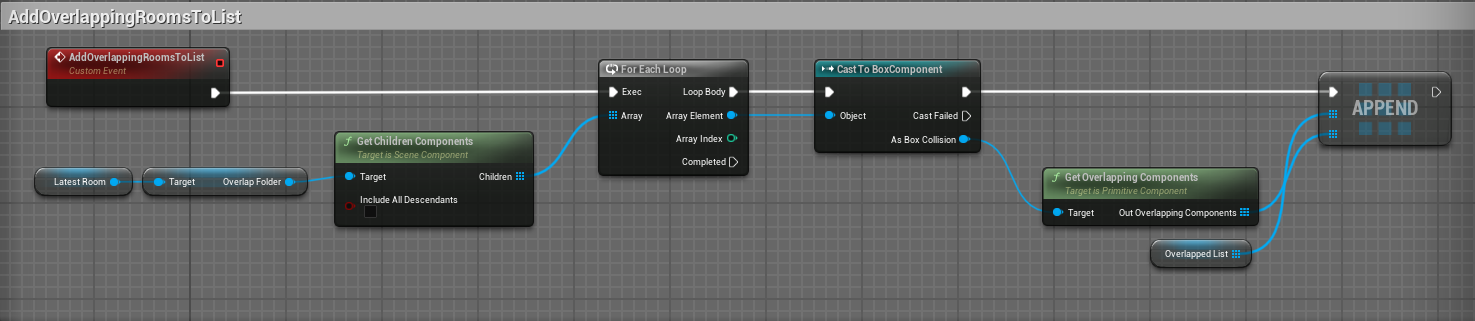 AddOverlappingRoomsToList
AddOverlappingRoomsToList
Custom Event
Latest Room
Target Overlap Folder
Get Children Components
Target is Scene Component
Target Children
Include All Descendants
For Each Loop
Exec Loop Body
Array Array Element
Array Index
Completed
Cast To BoxComponent
Object Cast Failed
As Box Collision
Get Overlapping Components
Target is Primitive Component
Target Out Overlapping Components
Overlapped List
APPEND